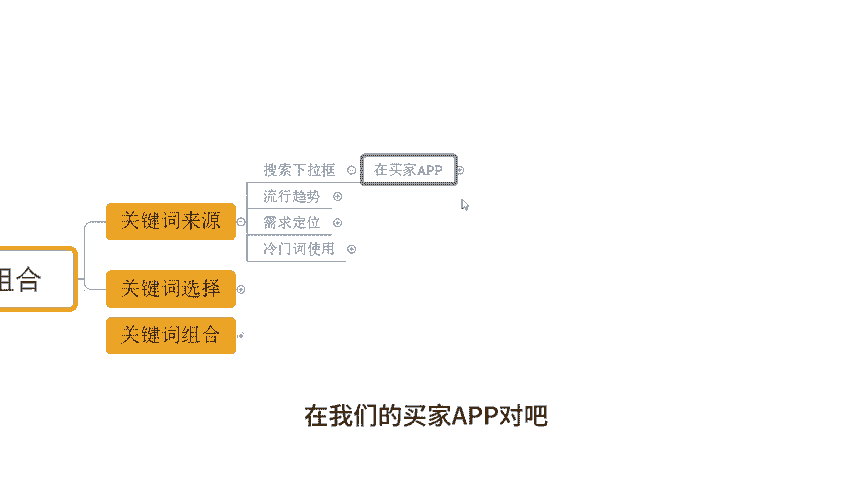 搜索下拉框
在买家APP
流行趋势
关键词来源
需求定位
冷门词使用
组合
关键词选择
关键词组合
在我们的买家APP对吧